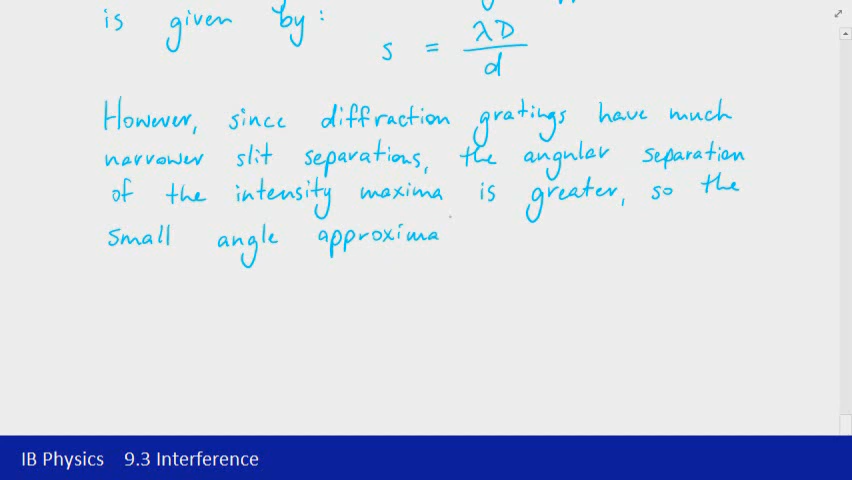 is given by:
s = λD/d
However, since diffraction gratings have much
narrower slit separations, the angular separation
of the intensity maxima is greater, so the
small angle approxima
IB Physics 9.3 Interference